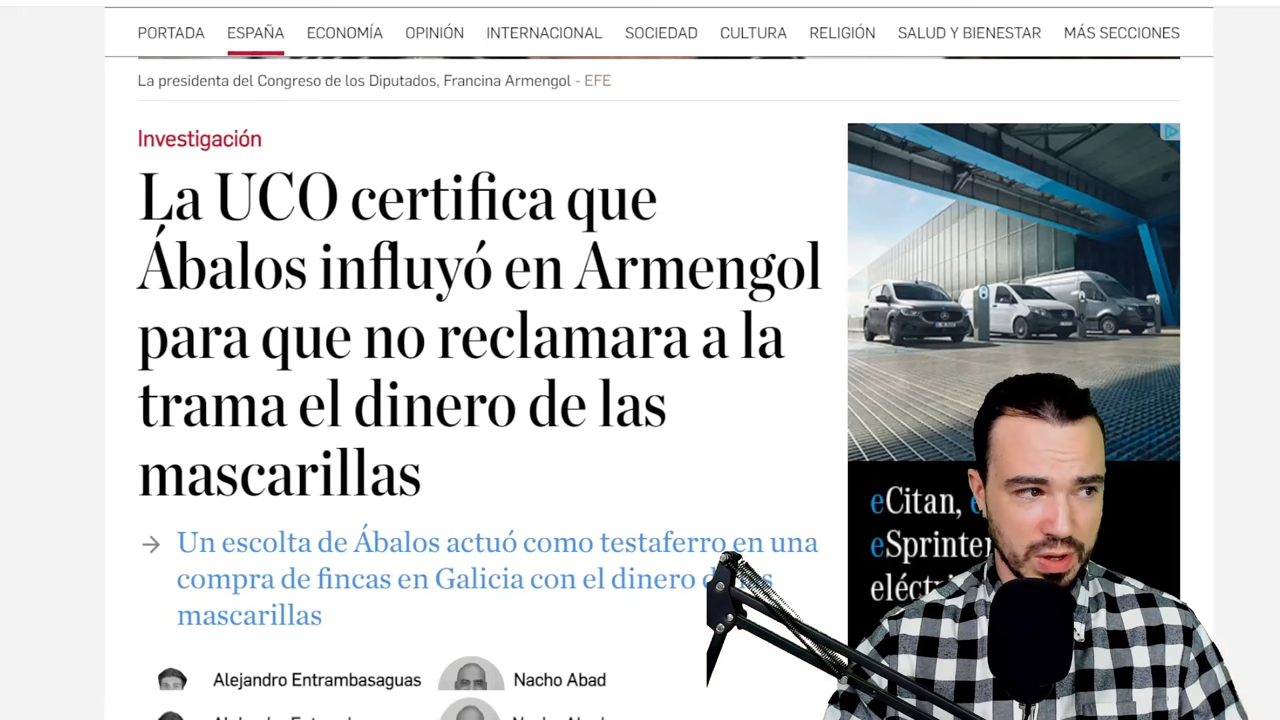 PORTADA ESPAÑA ECONOMÍA OPINIÓN INTERNACIONAL SOCIEDAD CULTURA RELIGIÓN SALUD Y BIENESTAR MÁS SECCIONES
La presidenta del Congreso de los Diputados, Francina Armengol - EFE
Investigación
La UCO certifica que
Ábalos influyó en Armengol
para que no reclamara a la
trama el dinero de las
mascarillas
Un escolta de Ábalos actuó como testaferro en una
compra de fincas en Galicia con el dinero
mascarillas
Alejandro Entrambasaguas Nacho Abad
eCitan,
eSprinter